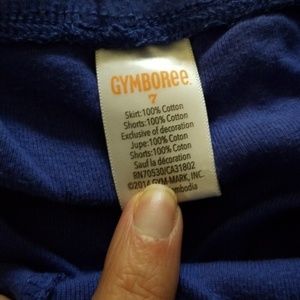 GYMBORee
7
Skirt:100% Cotton
Shorts:100% Cotton
Exclusive of decoration
Jupe:100% Coton
Shorts:100% Coton
Sauf la décoration
RN70530/CA31802
©2014 GYM-MARK, INC.
mbodia